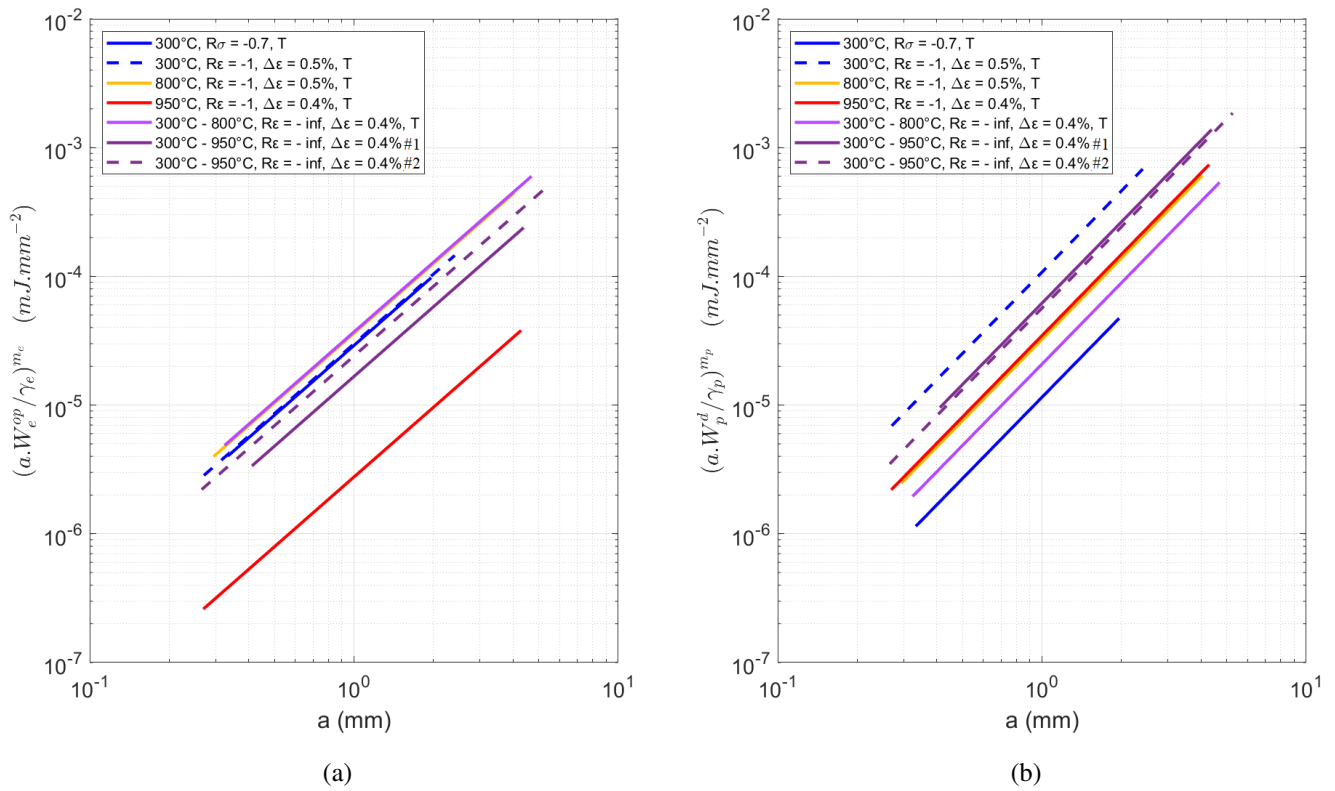 10^-2
10^-3
10^-4
10^-5
10^-6
10^-7
(a.W_e^{op}/γ_e)^{m_e} (mJ.mm^{-2})
300°C, Rσ = -0.7, T
300°C, Rε = -1, Δε = 0.5%, T
800°C, Rε = -1, Δε = 0.5%, T
950°C, Rε = -1, Δε = 0.4%, T
300°C - 800°C, Rε = - inf, Δε = 0.4%, T
300°C - 950°C, Rε = - inf, Δε = 0.4% #1
300°C - 950°C, Rε = - inf, Δε = 0.4% #2
10^-1
10^0
10^1
a (mm)
(a)
10^-2
10^-3
10^-4
10^-5
10^-6
10^-7
(a.W_p^d/γ_p)^{m_p} (mJ.mm^{-2})
300°C, Rσ = -0.7, T
300°C, Rε = -1, Δε = 0.5%, T
800°C, Rε = -1, Δε = 0.5%, T
950°C, Rε = -1, Δε = 0.4%, T
300°C - 800°C, Rε = - inf, Δε = 0.4%, T
300°C - 950°C, Rε = - inf, Δε = 0.4% #1
300°C - 950°C, Rε = - inf, Δε = 0.4% #2
10^-1
10^0
10^1
a (mm)
(b)